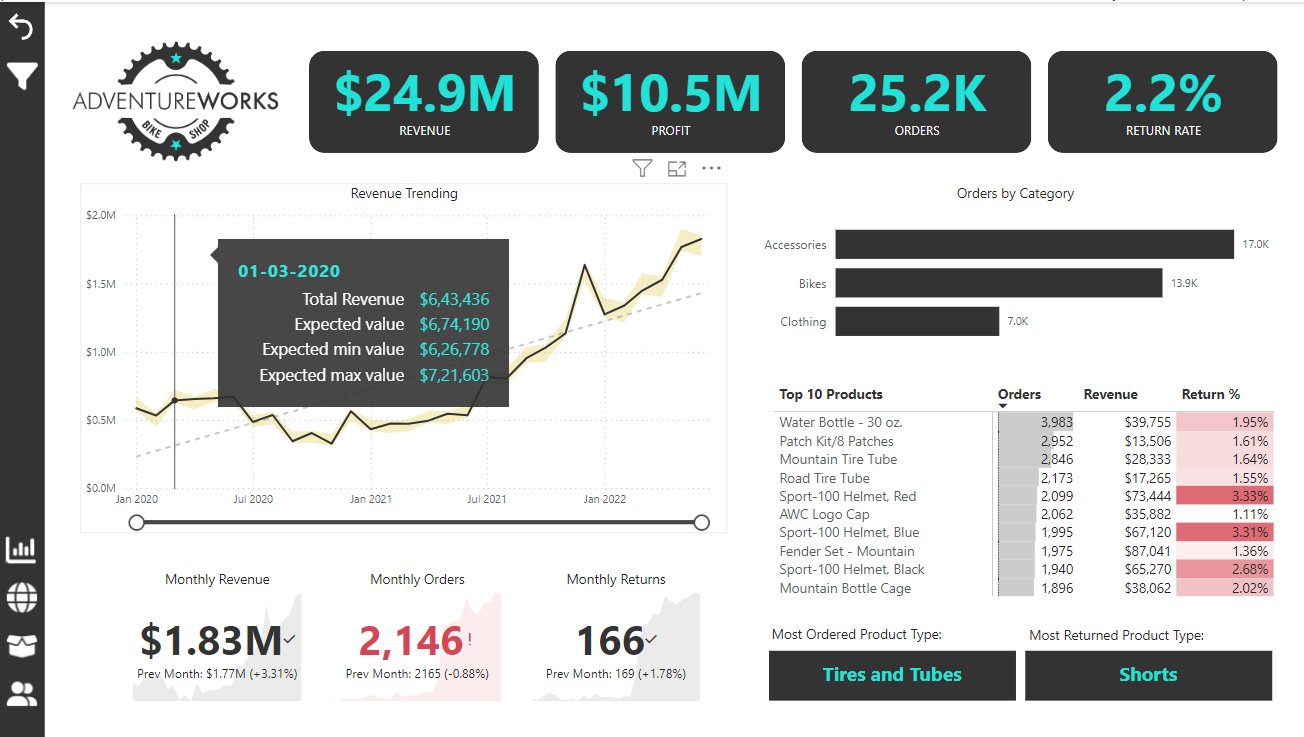 ADVENTUREWORKS
BIKE SHOP
$24.9M
REVENUE
$10.5M
PROFIT
25.2K
ORDERS
2.2%
RETURN RATE
Revenue Trending
$2.0M
$1.5M
$1.0M
$0.5M
$0.0M
01-03-2020
Total Revenue $6,43,436
Expected value $6,74,190
Expected min value $6,26,778
Expected max value $7,21,603
Jan 2020 Jul 2020 Jan 2021 Jul 2021 Jan 2022
Orders by Category
Accessories 17.0K
Bikes 13.9K
Clothing 7.0K
Top 10 Products Orders Revenue Return %
Water Bottle - 30 oz. 3,983 $39,755 1.95%
Patch Kit/8 Patches 2,952 $13,506 1.61%
Mountain Tire Tube 2,846 $28,333 1.64%
Road Tire Tube 2,173 $17,265 1.55%
Sport-100 Helmet, Red 2,099 $73,444 3.33%
AWC Logo Cap 2,062 $35,882 1.11%
Sport-100 Helmet, Blue 1,995 $67,120 3.31%
Fender Set - Mountain 1,975 $87,041 1.36%
Sport-100 Helmet, Black 1,940 $65,270 2.68%
Mountain Bottle Cage 1,896 $38,062 2.02%
Monthly Revenue
$1.83M
Prev Month: $1.77M (+3.31%)
Monthly Orders
2,146 !
Prev Month: 2165 (-0.88%)
Monthly Returns
166
Prev Month: 169 (+1.78%)
Most Ordered Product Type:
Tires and Tubes
Most Returned Product Type:
Shorts